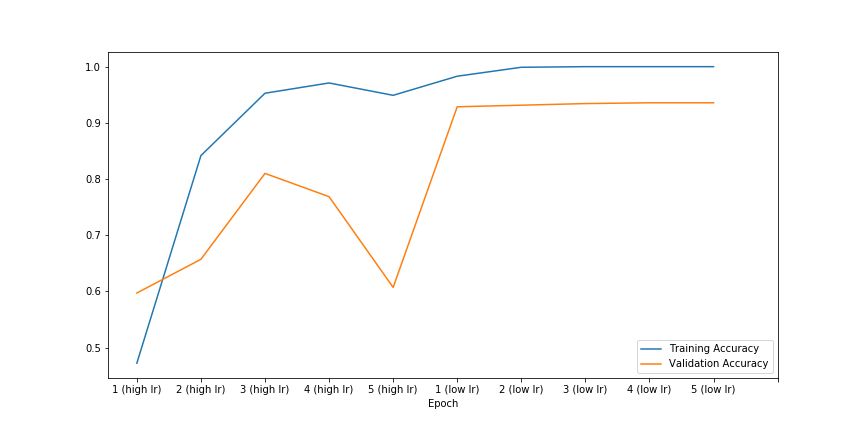 1.0
0.9
0.8
0.7
0.6
0.5
1 (high lr) 2 (high lr) 3 (high lr) 4 (high lr) 5 (high lr) 1 (low lr) 2 (low lr) 3 (low lr) 4 (low lr) 5 (low lr)
Epoch
Training Accuracy
Validation Accuracy